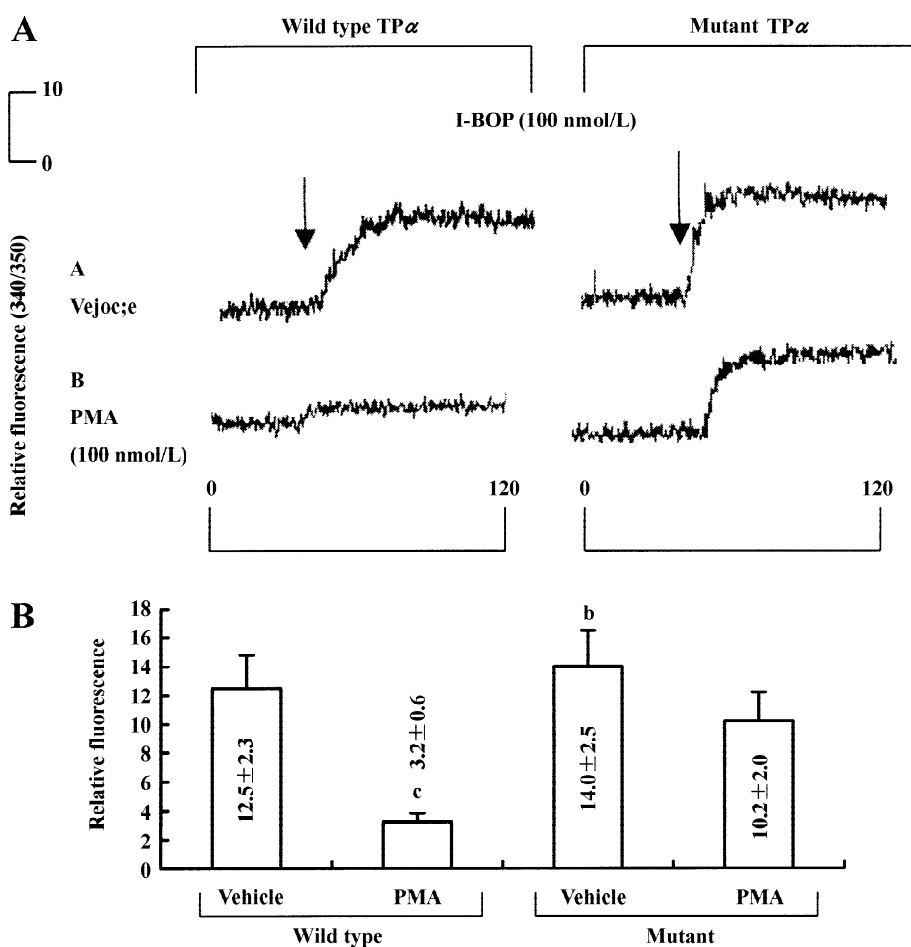 A
Wild type TPα
Mutant TPα
10
0
I-BOP (100 nmol/L)
Relative fluorescence (340/350)
A
Vejoc;e
B
PMA
(100 nmol/L)
0
120
0
120
B
Relative fluorescence
18
16
14
12
10
8
6
4
2
0
12.5±2.3
3.2±0.6
c
b
14.0±2.5
10.2±2.0
Vehicle
PMA
Vehicle
PMA
Wild type
Mutant